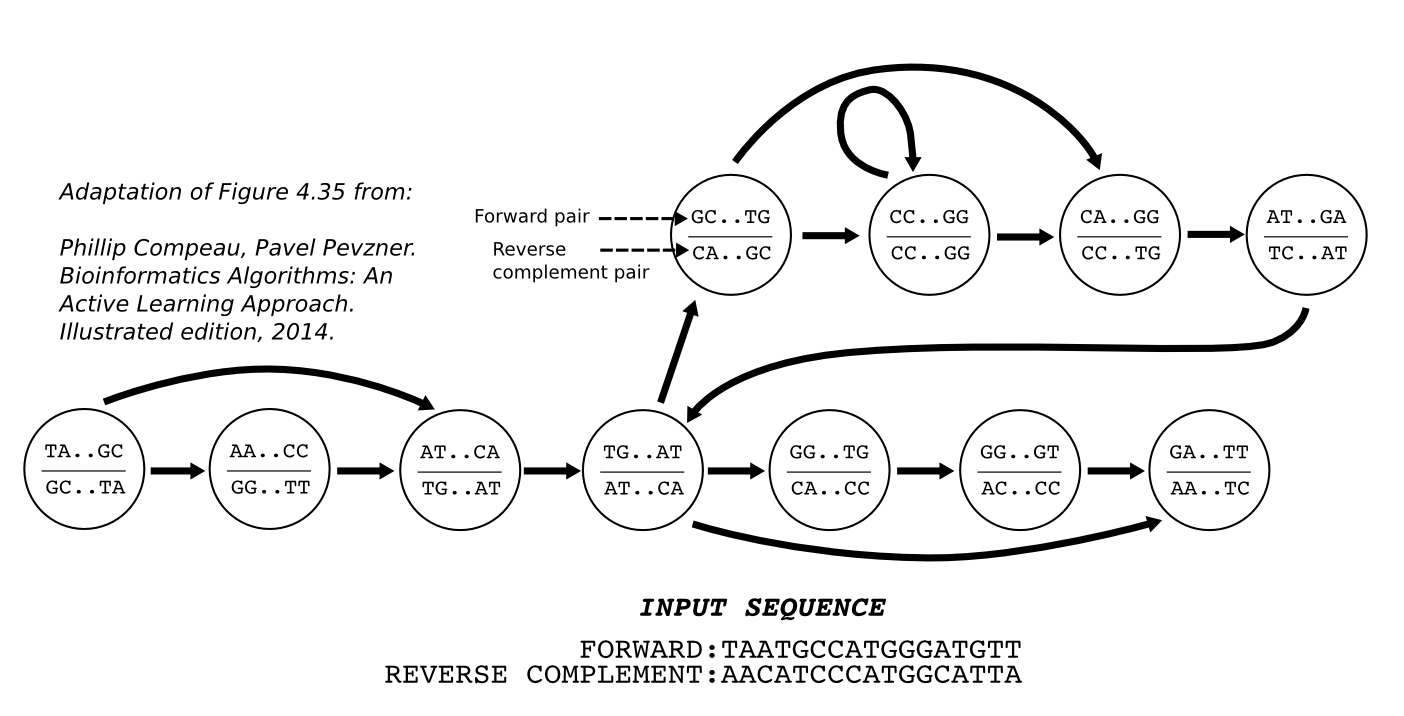 Adaptation of Figure 4.35 from:
Phillip Compeau, Pavel Pevzner.
Bioinformatics Algorithms: An
Active Learning Approach.
Illustrated edition, 2014.
Forward pair
Reverse
complement pair
GC..TG
CA..GC
CC..GG
CC..GG
CA..GG
CC..TG
AT..GA
TC..AT
TA..GC
GC..TA
AA..CC
GG..TT
AT..CA
TG..AT
TG..AT
AT..CA
GG..TG
CA..CC
GG..GT
AC..CC
GA..TT
AA..TC
INPUT SEQUENCE
FORWARD:TAATGCCATGGGATGTT
REVERSE COMPLEMENT:AACATCCCATGGCATTA